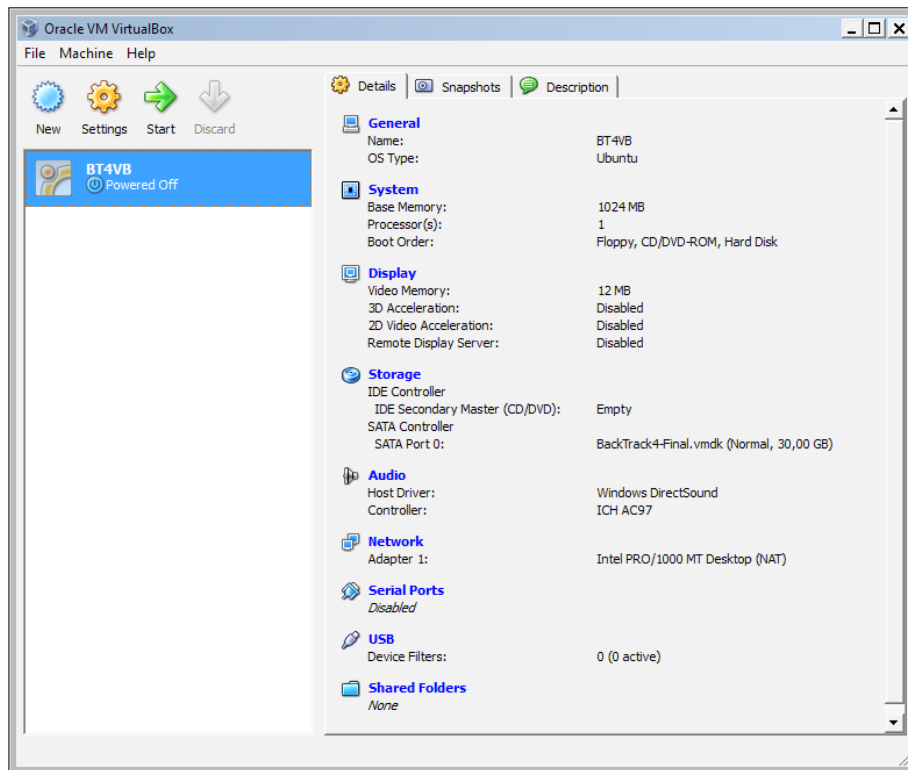 Oracle VM VirtualBox
File Machine Help
New Settings Start Discard
BT4VB
Powered Off
Details Snapshots Description
General
Name: BT4VB
OS Type: Ubuntu
System
Base Memory: 1024 MB
Processor(s): 1
Boot Order: Floppy, CD/DVD-ROM, Hard Disk
Display
Video Memory: 12 MB
3D Acceleration: Disabled
2D Video Acceleration: Disabled
Remote Display Server: Disabled
Storage
IDE Controller
IDE Secondary Master (CD/DVD): Empty
SATA Controller
SATA Port 0: BackTrack4-Final.vmdk (Normal, 30,00 GB)
Audio
Host Driver: Windows DirectSound
Controller: ICH AC97
Network
Adapter 1: Intel PRO/1000 MT Desktop (NAT)
Serial Ports
Disabled
USB
Device Filters: 0 (0 active)
Shared Folders
None